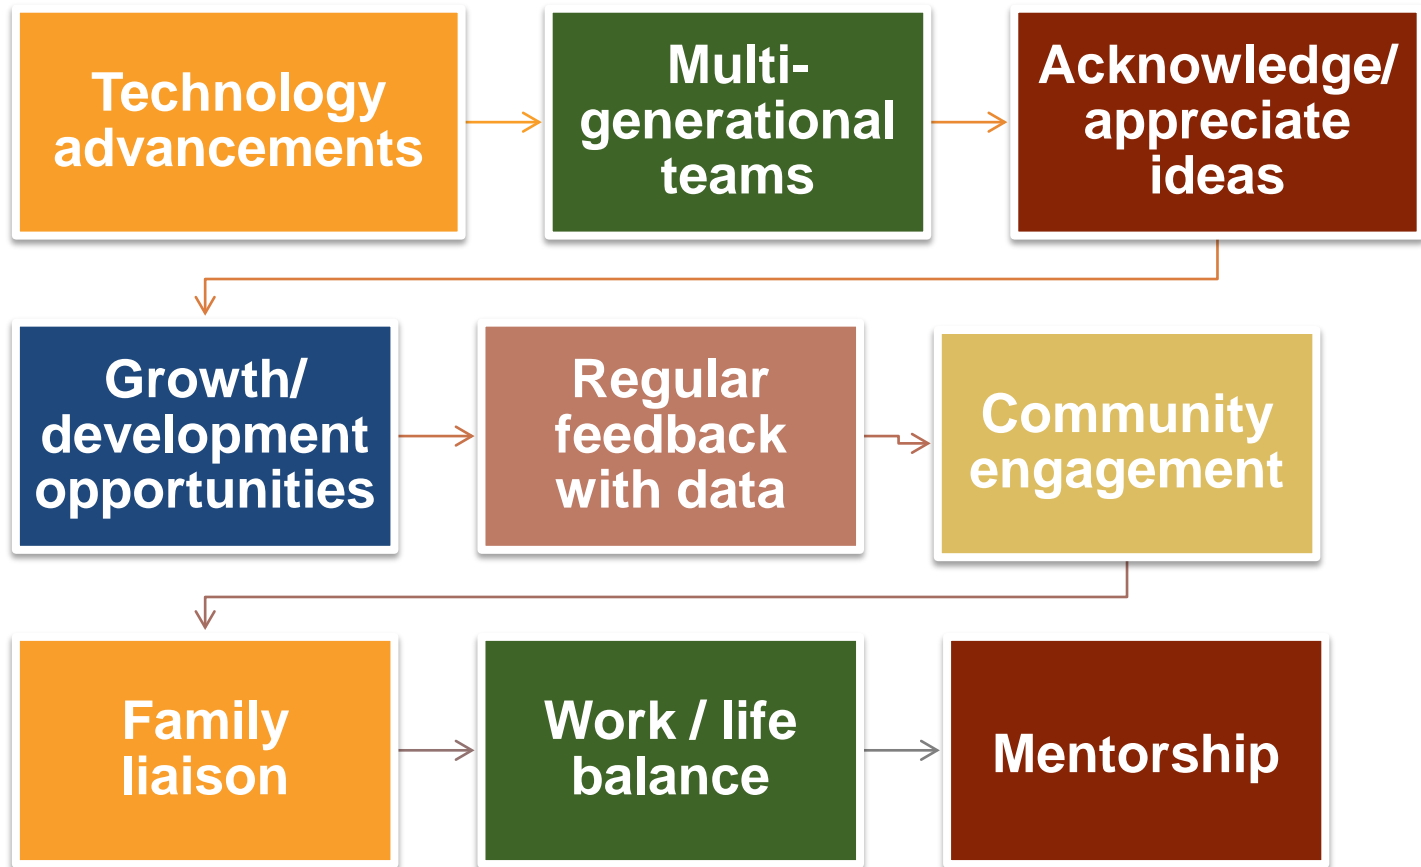 Technology
advancements
Multi-
generational
teams
Acknowledge/
appreciate
ideas
Growth/
development
opportunities
Regular
feedback
with data
Community
engagement
Family
liaison
Work / life
balance
Mentorship